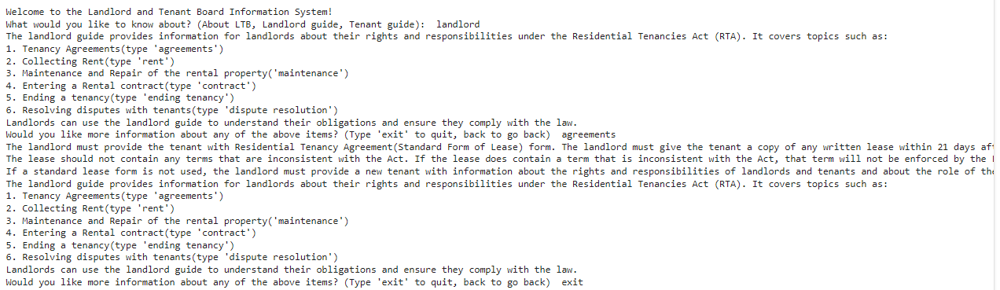 Welcome to the Landlord and Tenant Board Information System!
What would you like to know about? (About LTB, Landlord guide, Tenant guide):  landlord
The landlord guide provides information for landlords about their rights and responsibilities under the Residential Tenancies Act (RTA). It covers topics such as:
1. Tenancy Agreements(type 'agreements')
2. Collecting Rent(type 'rent')
3. Maintenance and Repair of the rental property('maintenance')
4. Entering a Rental contract(type 'contract')
5. Ending a tenancy(type 'ending tenancy')
6. Resolving disputes with tenants(type 'dispute resolution')
Landlords can use the landlord guide to understand their obligations and ensure they comply with the law.
Would you like more information about any of the above items? (Type 'exit' to quit, back to go back)  agreements
The landlord must provide the tenant with Residential Tenancy Agreement(Standard Form of Lease) form. The landlord must give the tenant a copy of any written lease within 21 days
The lease should not contain any terms that are inconsistent with the Act. If the lease does contain a term that is inconsistent with the Act, that term will not be enforced by the
If a standard lease form is not used, the landlord must provide a new tenant with information about the rights and responsibilities of landlords and tenants and about the role of the
The landlord guide provides information for landlords about their rights and responsibilities under the Residential Tenancies Act (RTA). It covers topics such as:
1. Tenancy Agreements(type 'agreements')
2. Collecting Rent(type 'rent')
3. Maintenance and Repair of the rental property('maintenance')
4. Entering a Rental contract(type 'contract')
5. Ending a tenancy(type 'ending tenancy')
6. Resolving disputes with tenants(type 'dispute resolution')
Landlords can use the landlord guide to understand their obligations and ensure they comply with the law.
Would you like more information about any of the above items? (Type 'exit' to quit, back to go back)  exit